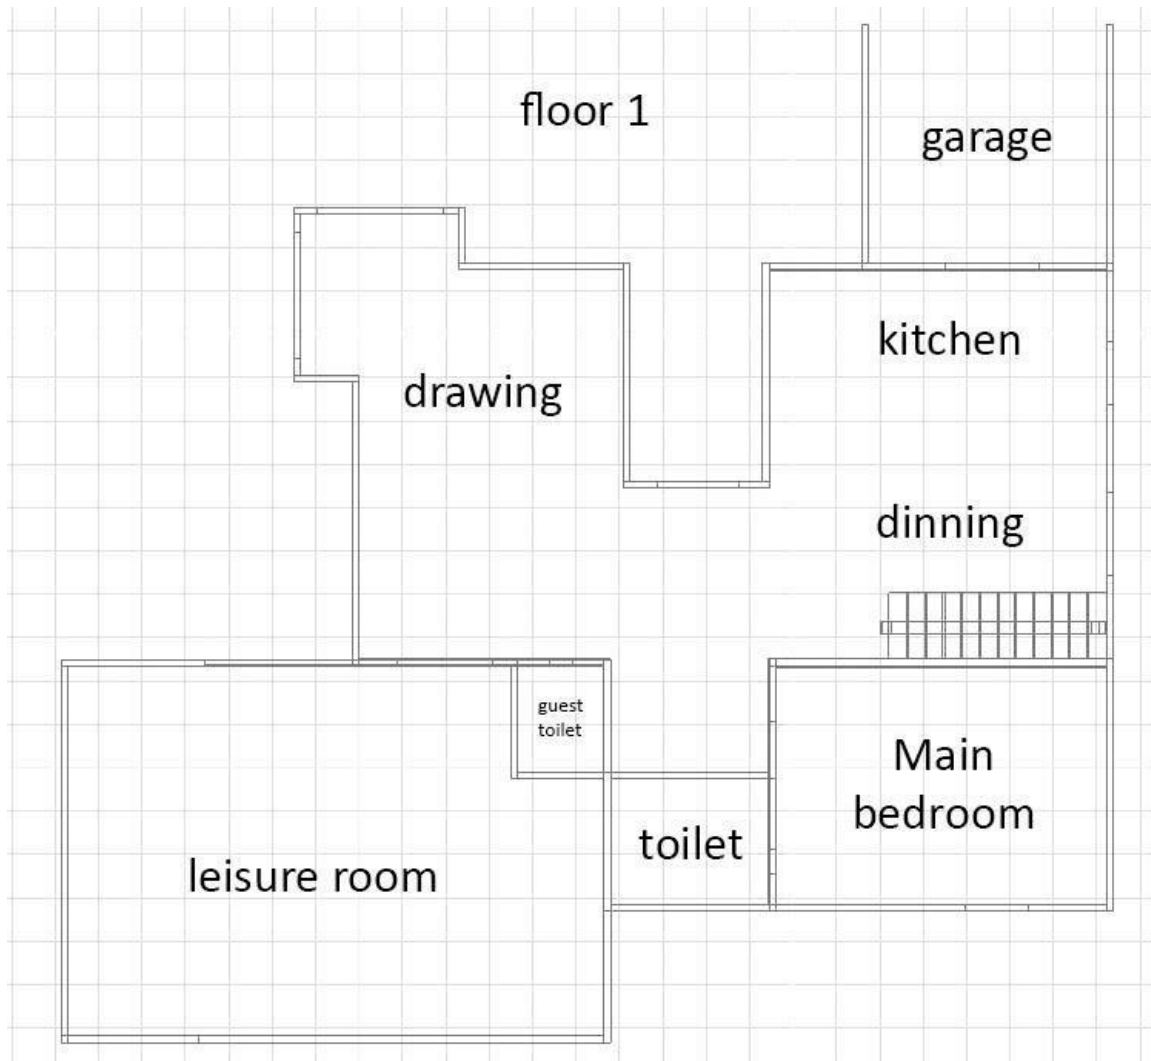 floor 1
garage
kitchen
drawing
dinning
guest
toilet
Main
bedroom
toilet
leisure room